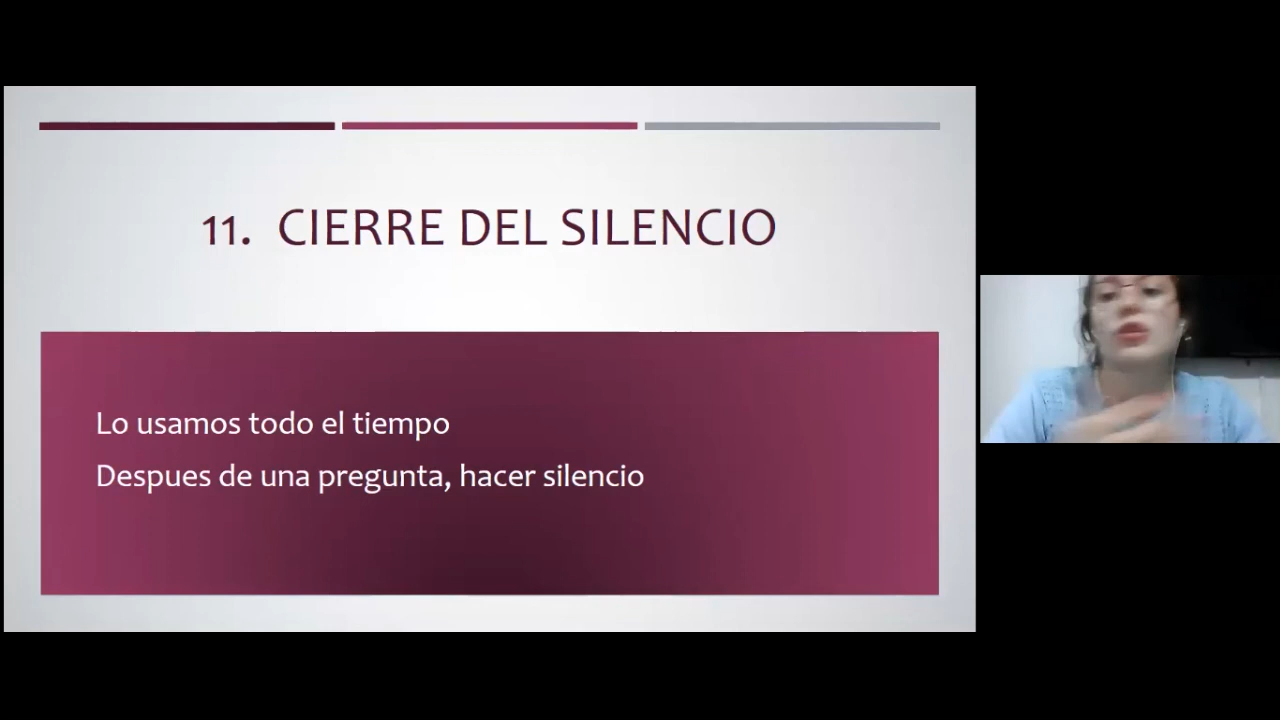 11. CIERRE DEL SILENCIO
Lo usamos todo el tiempo
Despues de una pregunta, hacer silencio